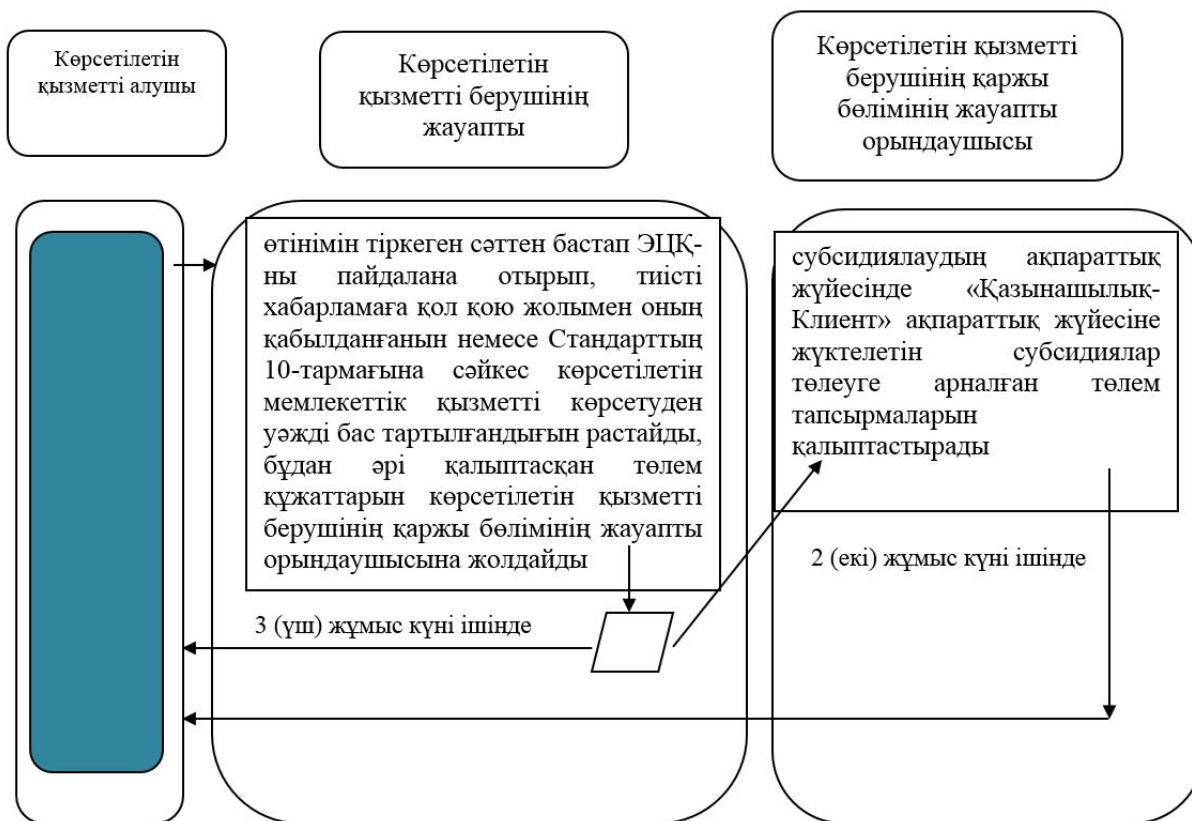 Көрсетілетін
қызметті алушы
Көрсетілетін
қызметті берушінің
жауапты
Көрсетілетін қызметті
берушінің қаржы
бөлімінің жауапты
орындаушысы
өтінімін тіркеген сәттен бастап ЭЦҚ-
ны пайдалана отырып, тиісті
хабарламаға қол қою жолымен оның
қабылданғанын немесе Стандарттың
10-тармағына сәйкес көрсетілетін
мемлекеттік қызметті көрсетуден
уәжді бас тартылғандығын растайды,
бұдан әрі қалыптасқан төлем
құжаттарын көрсетілетін қызметті
берушінің қаржы бөлімінің жауапты
орындаушысына жолдайды
3 (үш) жұмыс күні ішінде
субсидиялаудың ақпараттық
жүйесінде «Қазынашылық-
Клиент» ақпараттық жүйесіне
жүктелетін субсидиялар
төлеуге арналған төлем
тапсырмаларын
қалыптастырады
2 (екі) жұмыс күні ішінде